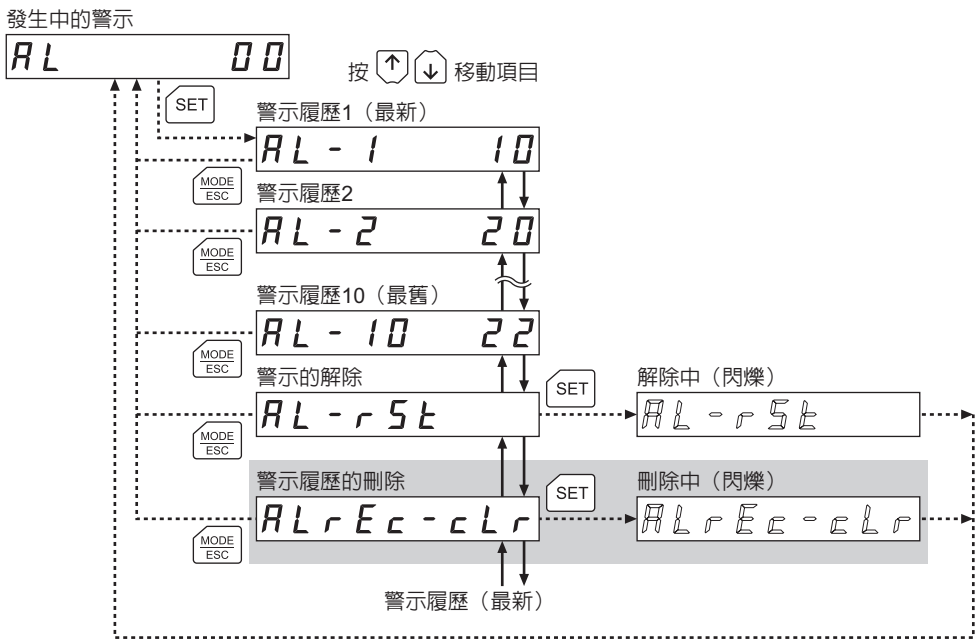 發生中的警示
AL 00
按 ↑ ↓ 移動項目
SET
警示履歷1（最新）
AL-1 10
MODE
ESC
警示履歷2
AL-2 20
MODE
ESC
警示履歷10（最舊）
AL-10 22
MODE
ESC
警示的解除
AL-rSt
SET
解除中（閃爍）
AL-rSt
MODE
ESC
警示履歷的刪除
ALrEc-cLr
SET
刪除中（閃爍）
ALrEc-cLr
MODE
ESC
警示履歷（最新）